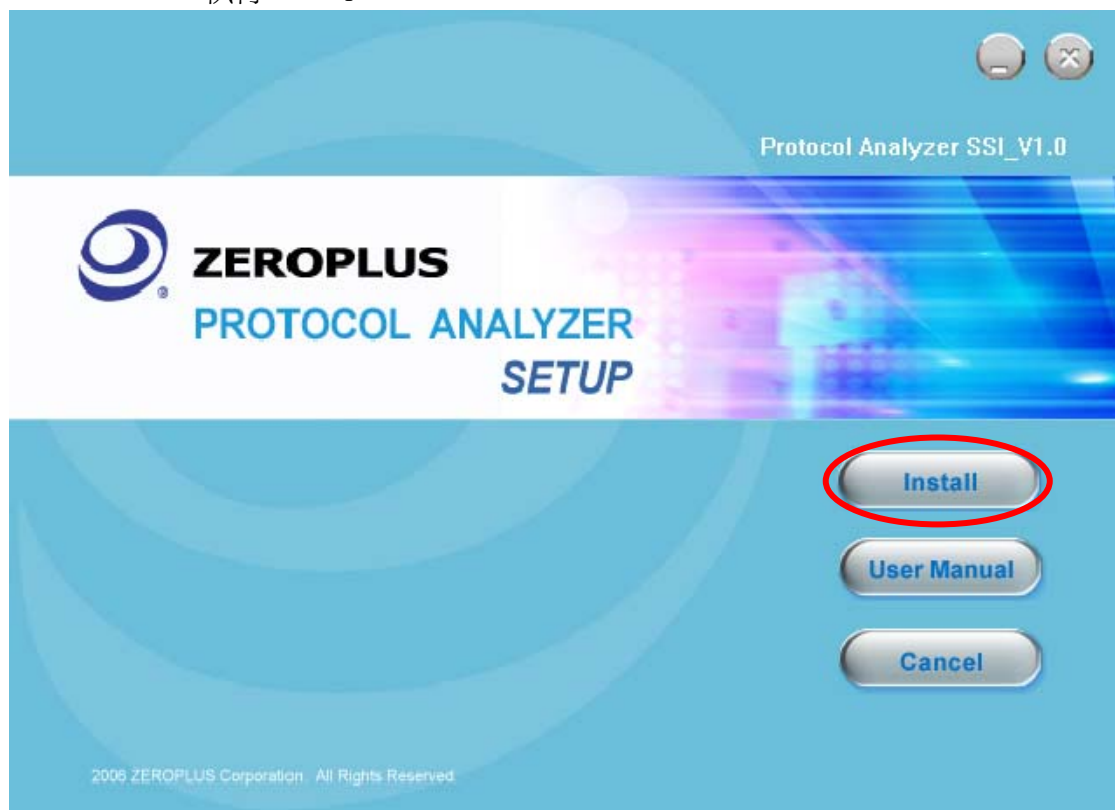 Protocol Analyzer SSI_V1.0
ZEROPLUS
®
PROTOCOL ANALYZER
SETUP
Install
User Manual
Cancel
2006 ZEROPLUS Corporation. All Rights Reserved.